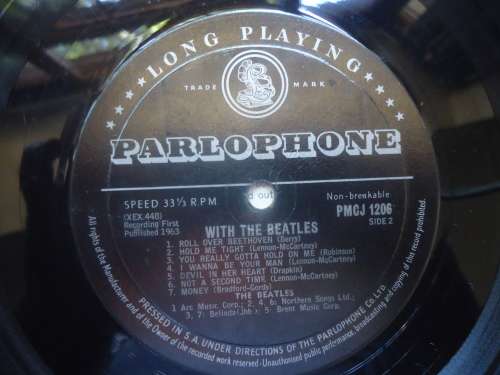 ★ LONG PLAYING ★
TRADE MARK
PARLOPHONE
SPEED 33⅓ R.P.M
Non-breakable
(XEX.448)
Recording First
Published 1963
WITH THE BEATLES
PMCJ 1206
SIDE 2
1. ROLL OVER BEETHOVEN (Berry)
2. HOLD ME TIGHT (Lennon-McCartney)
3. YOU REALLY GOTTA HOLD ON ME (Robinson)
4. I WANNA BE YOUR MAN (Lennon-McCartney)
5. DEVIL IN HER HEART (Drapkin)
6. NOT A SECOND TIME (Lennon-McCartney)
7. MONEY (Bradford-Gordy)
THE BEATLES
1 Arc Music Corp.; 2, 4, 6: Northern Songs Ltd.;
3, 7: Belinda 5 Brent Music Corp.
All rights of the Manufacturer and of the Owner of the recorded work reserved - Unauthorised public performance, broadcasting and copying of this record prohibited.
PRESSED IN S.A. UNDER DIRECTIONS OF THE PARLOPHONE CO. LTD.